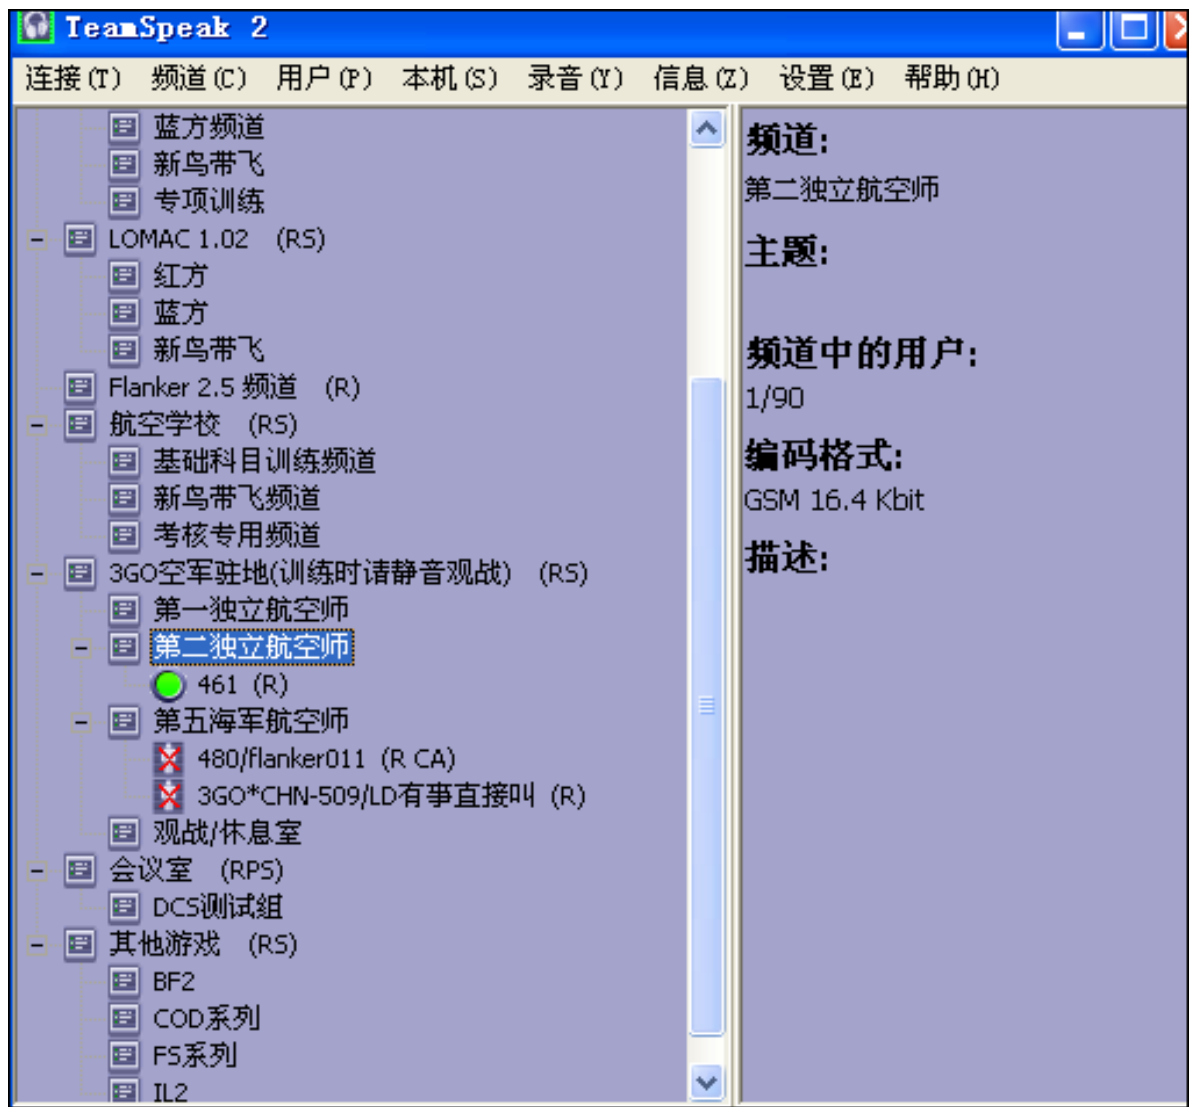 TeamSpeak 2
连接(T) 频道(C) 用户(P) 本机(S) 录音(Y) 信息(Z) 设置(E) 帮助(H)
蓝方频道
新鸟带飞
专项训练
LOMAC 1.02 (RS)
红方
蓝方
新鸟带飞
Flanker 2.5 频道 (R)
航空学校 (RS)
基础科目训练频道
新鸟带飞频道
考核专用频道
3GO空军驻地(训练时请静音观战) (RS)
第一独立航空师
第二独立航空师
461 (R)
第五海军航空师
480/flanker011 (R CA)
3GO*CHN-509/LD有事直接叫 (R)
观战/休息室
会议室 (RPS)
DCS测试组
其他游戏 (RS)
BF2
COD系列
FS系列
IL2
频道:
第二独立航空师
主题:
频道中的用户:
1/90
编码格式:
GSM 16.4 Kbit
描述: